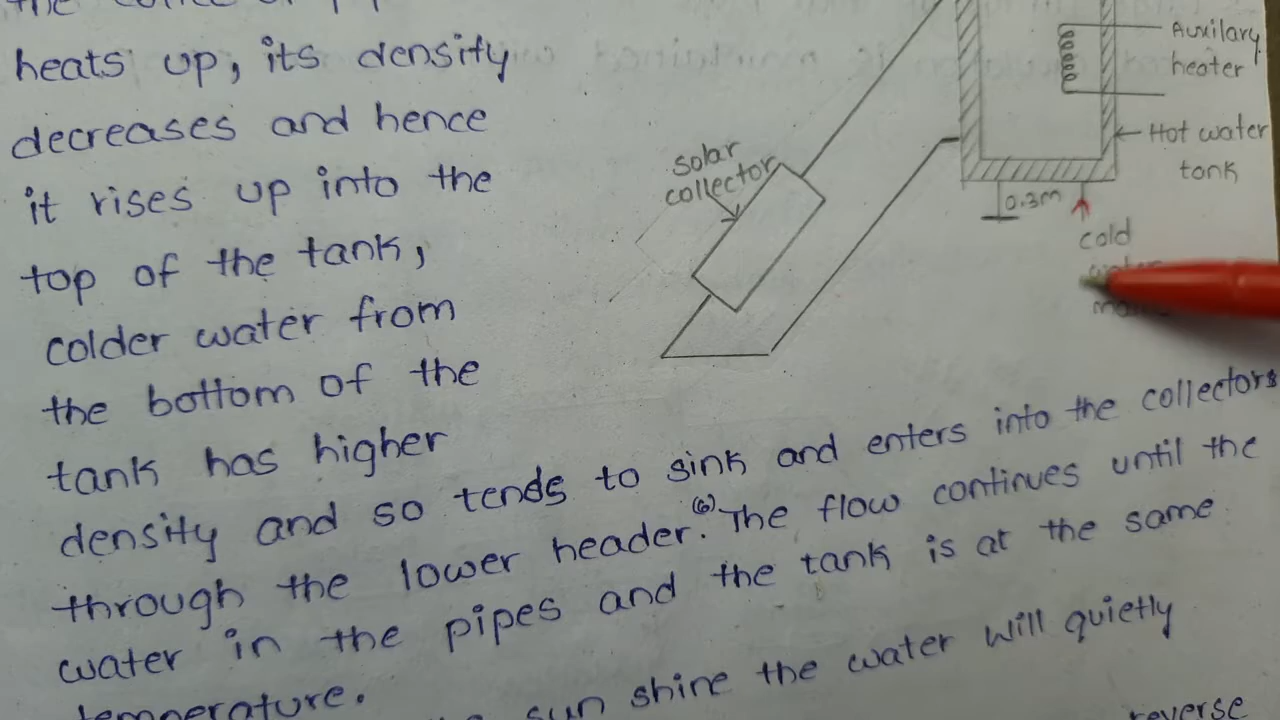 heats up, its density
decreases and hence
it rises up into the
top of the tank,
colder water from
the bottom of the
tank has higher
density and so tends to sink and enters into the collectors
through the lower header. (6) The flow continues until the
water in the pipes and the tank is at the same
temperature.
sun shine the water will quietly
reverse
solar
collector
Auxilary
heater
Hot water
tank
0.3m
cold